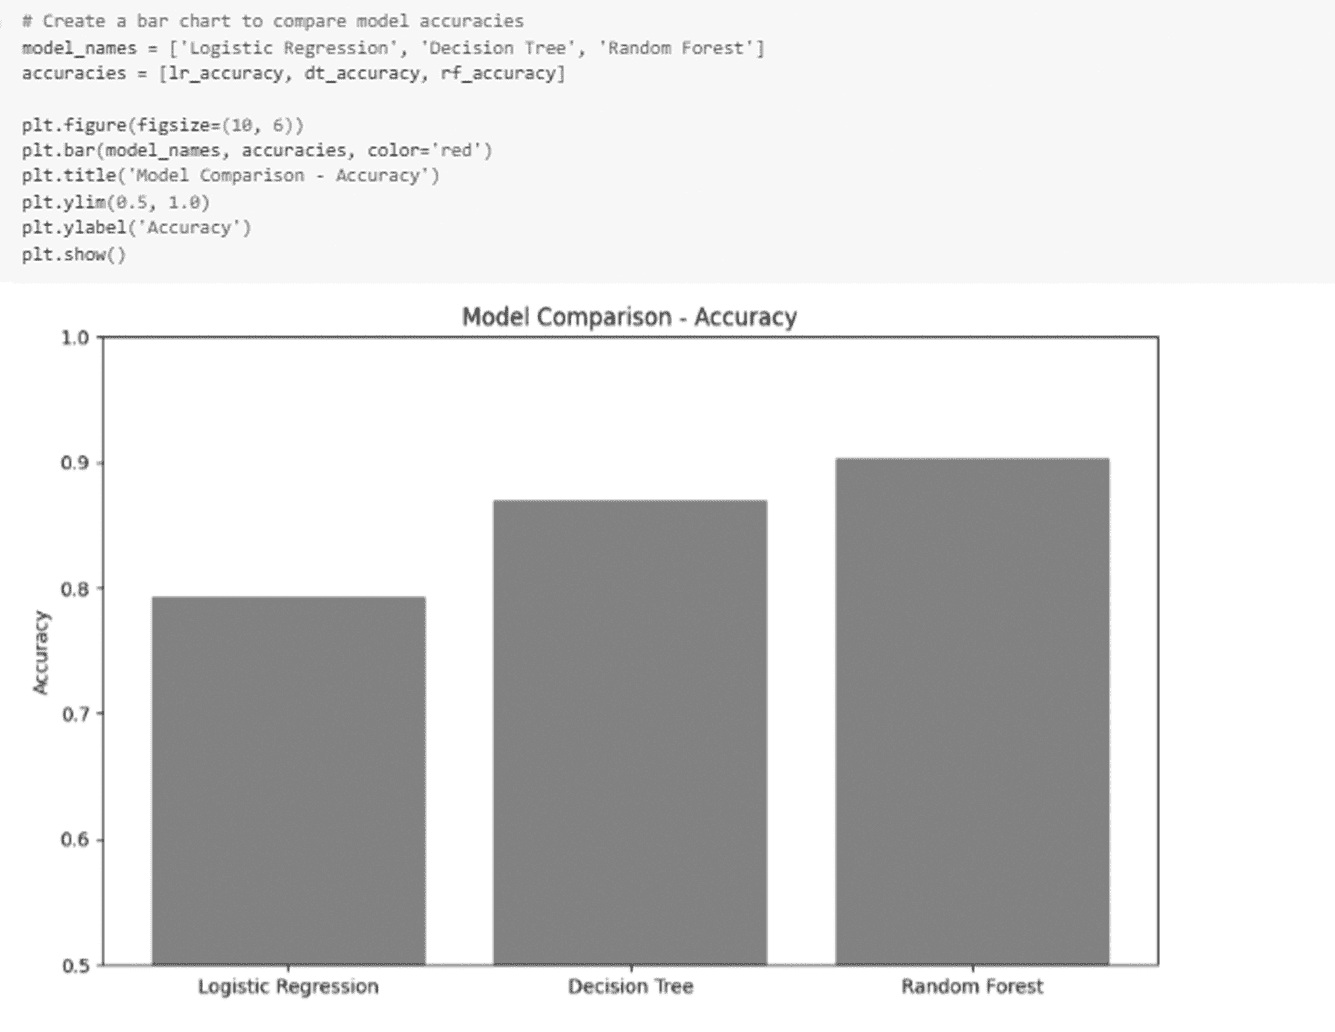 # Create a bar chart to compare model accuracies
model_names = ['Logistic Regression', 'Decision Tree', 'Random Forest']
accuracies = [lr_accuracy, dt_accuracy, rf_accuracy]
plt.figure(figsize=(10, 6))
plt.bar(model_names, accuracies, color='red')
plt.title('Model Comparison - Accuracy')
plt.ylim(0.5, 1.0)
plt.ylabel('Accuracy')
plt.show()
Model Comparison - Accuracy
1.0
0.9
0.8
0.7
0.6
0.5
Accuracy
Logistic Regression
Decision Tree
Random Forest